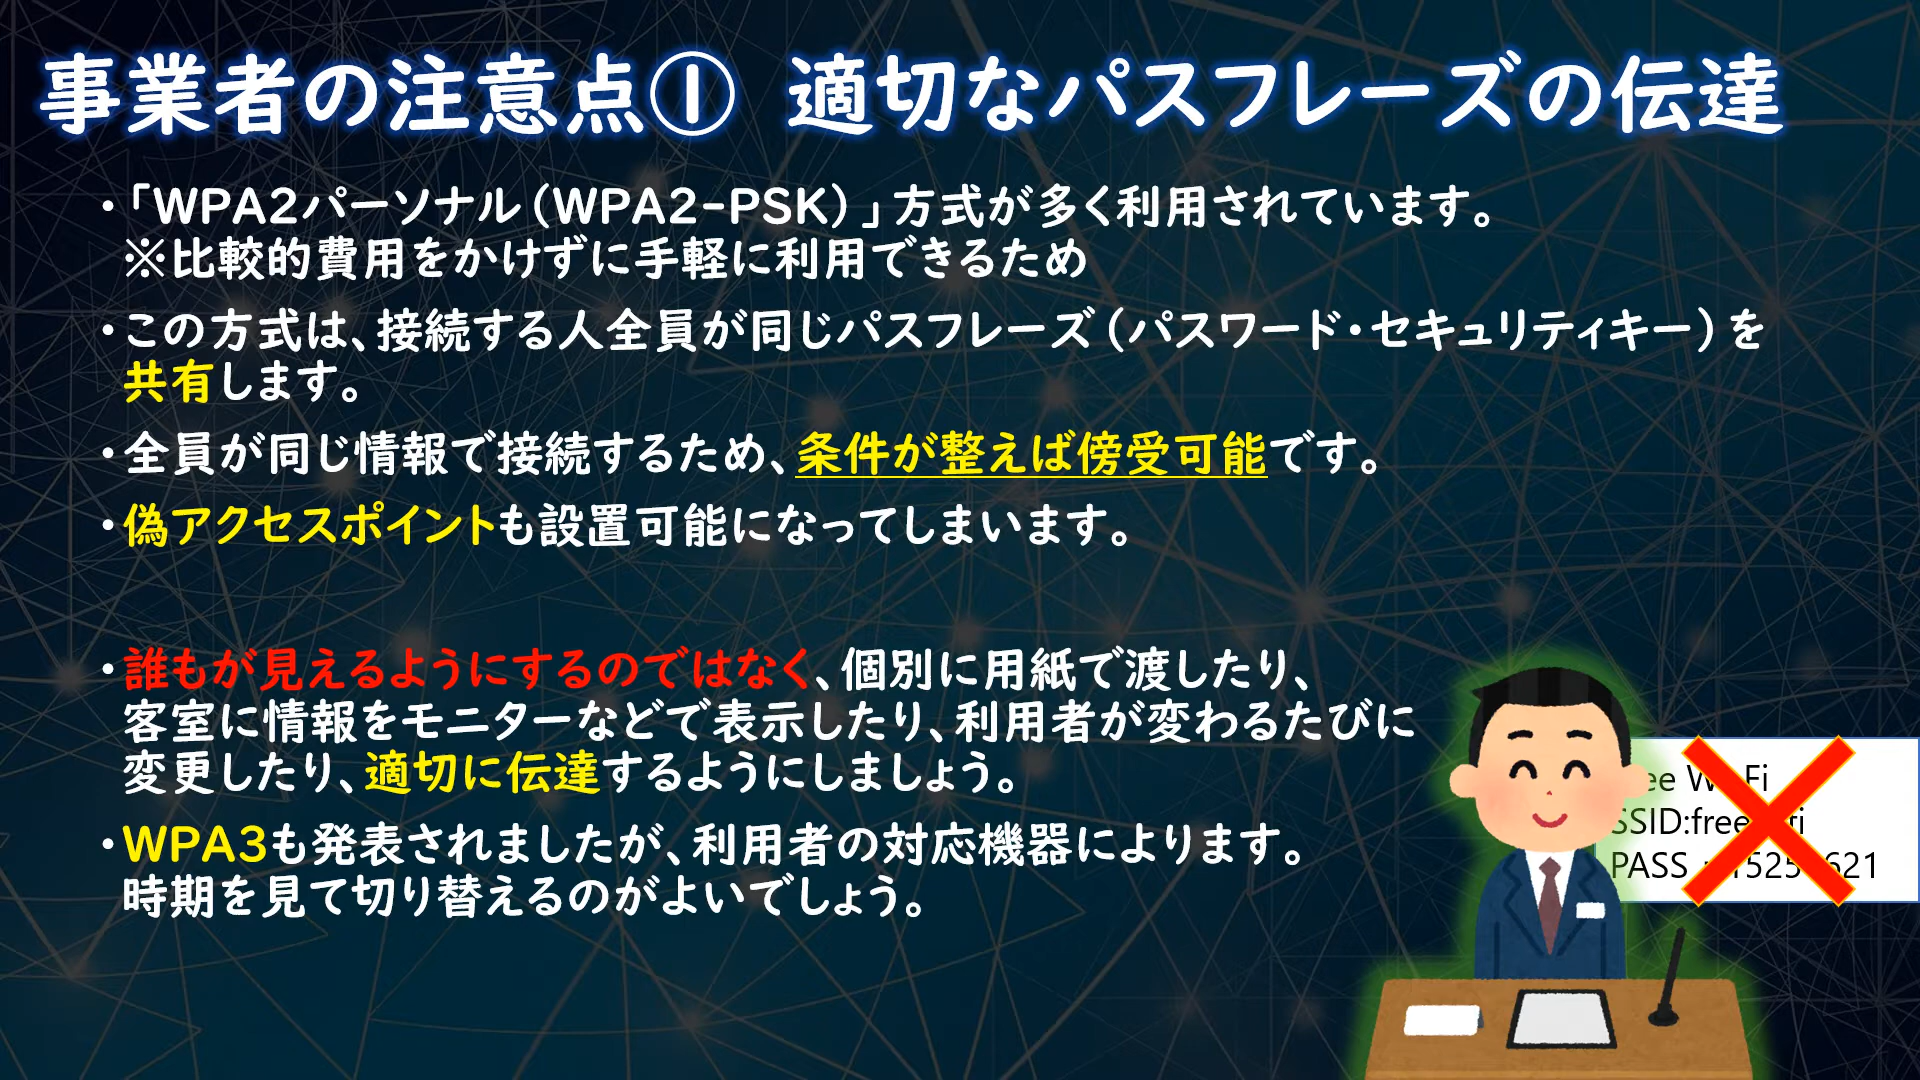 事業者の注意点① 適切なパスフレーズの伝達
・「WPA2パーソナル(WPA2-PSK)」方式が多く利用されています。
※比較的費用をかけずに手軽に利用できるため
・この方式は、接続する人全員が同じパスフレーズ(パスワード・セキュリティキー)を
共有します。
・全員が同じ情報で接続するため、条件が整えば傍受可能です。
・偽アクセスポイントも設置可能になってしまいます。
・誰もが見えるようにするのではなく、個別に用紙で渡したり、
客室に情報をモニターなどで表示したり、利用者が変わるたびに
変更したり、適切に伝達するようにしましょう。
・WPA3も発表されましたが、利用者の対応機器によります。
時期を見て切り替えるのがよいでしょう。
PASS